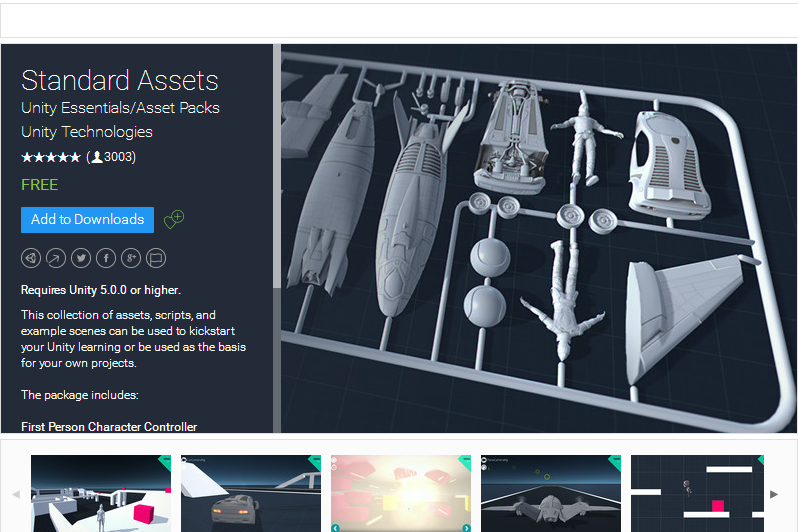 Standard Assets
Unity Essentials/Asset Packs
Unity Technologies
★★★★★ (3003)
FREE
Add to Downloads
Requires Unity 5.0.0 or higher.
This collection of assets, scripts, and
example scenes can be used to kickstart
your Unity learning or be used as the basis
for your own projects.
The package includes:
First Person Character Controller